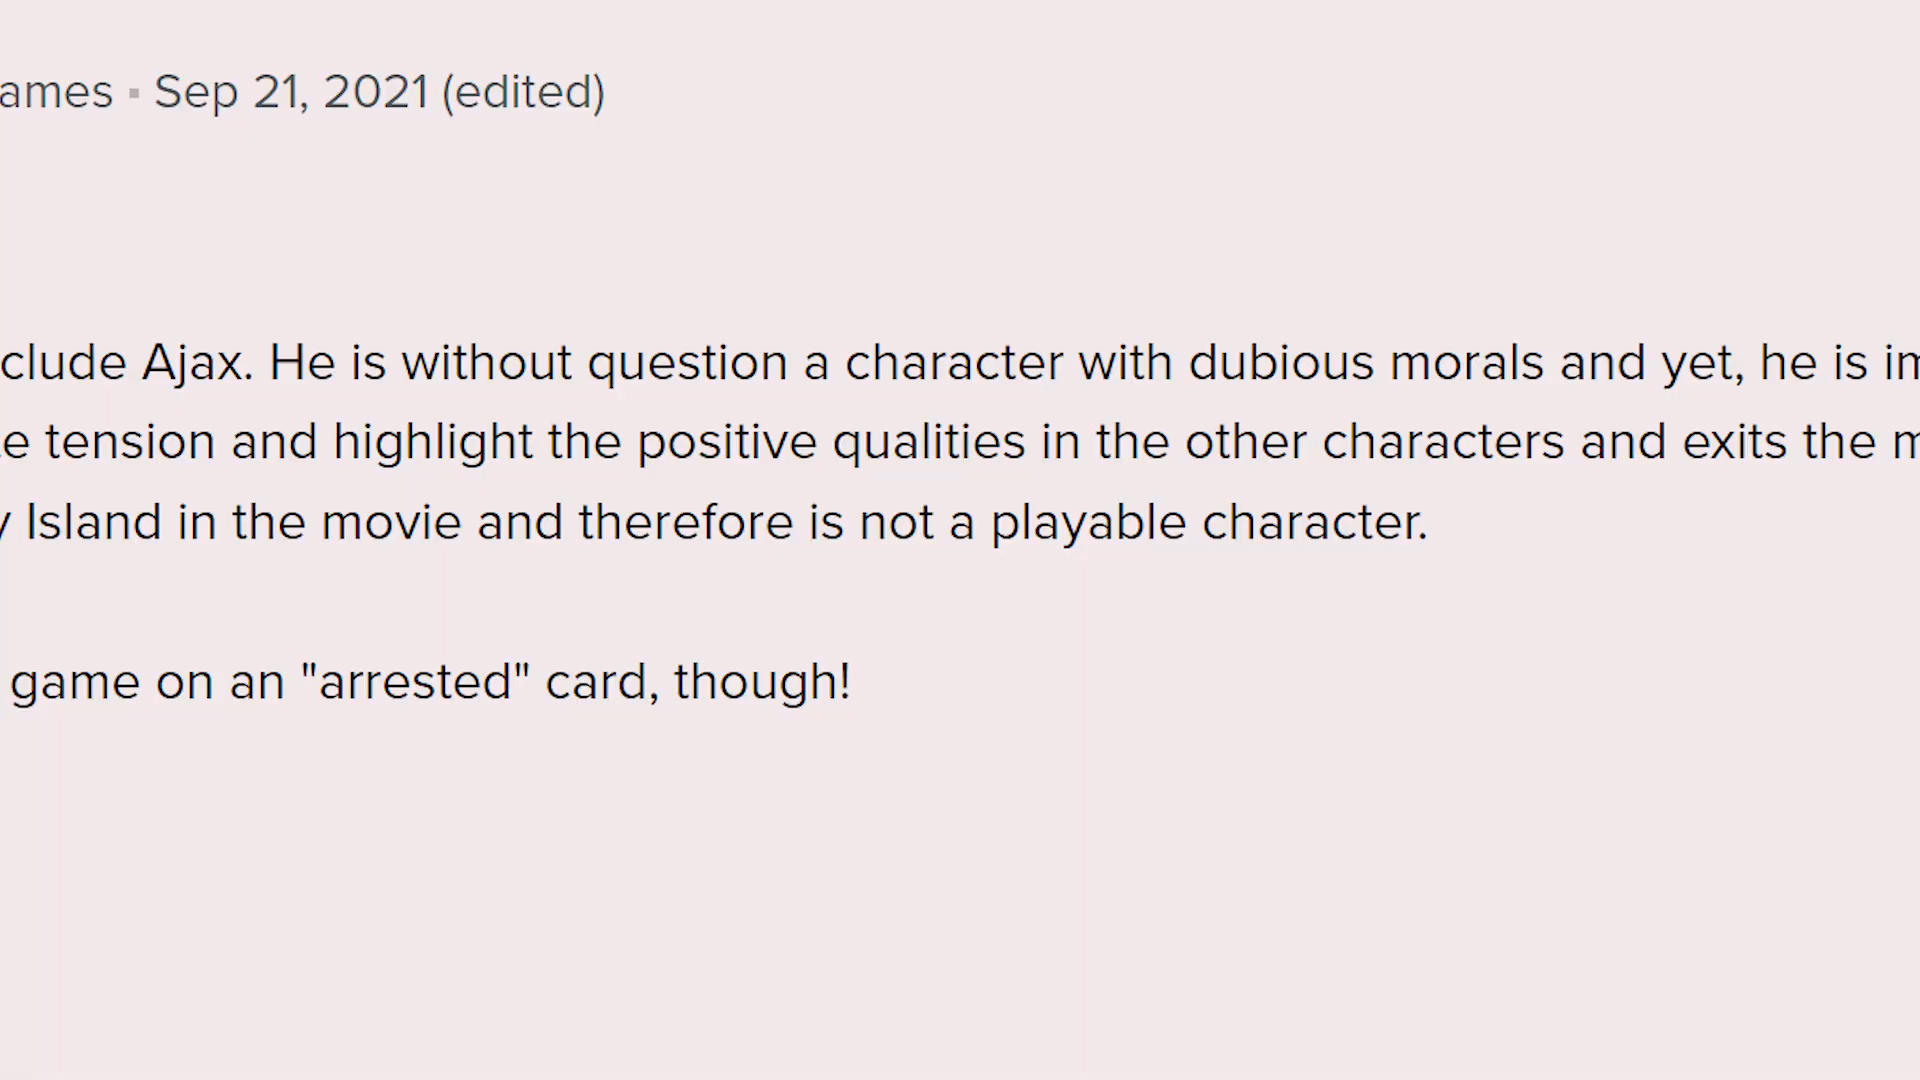 ames ▪ Sep 21, 2021 (edited)
clude Ajax. He is without question a character with dubious morals and yet, he is
e tension and highlight the positive qualities in the other characters and exits the
y Island in the movie and therefore is not a playable character.
game on an "arrested" card, though!